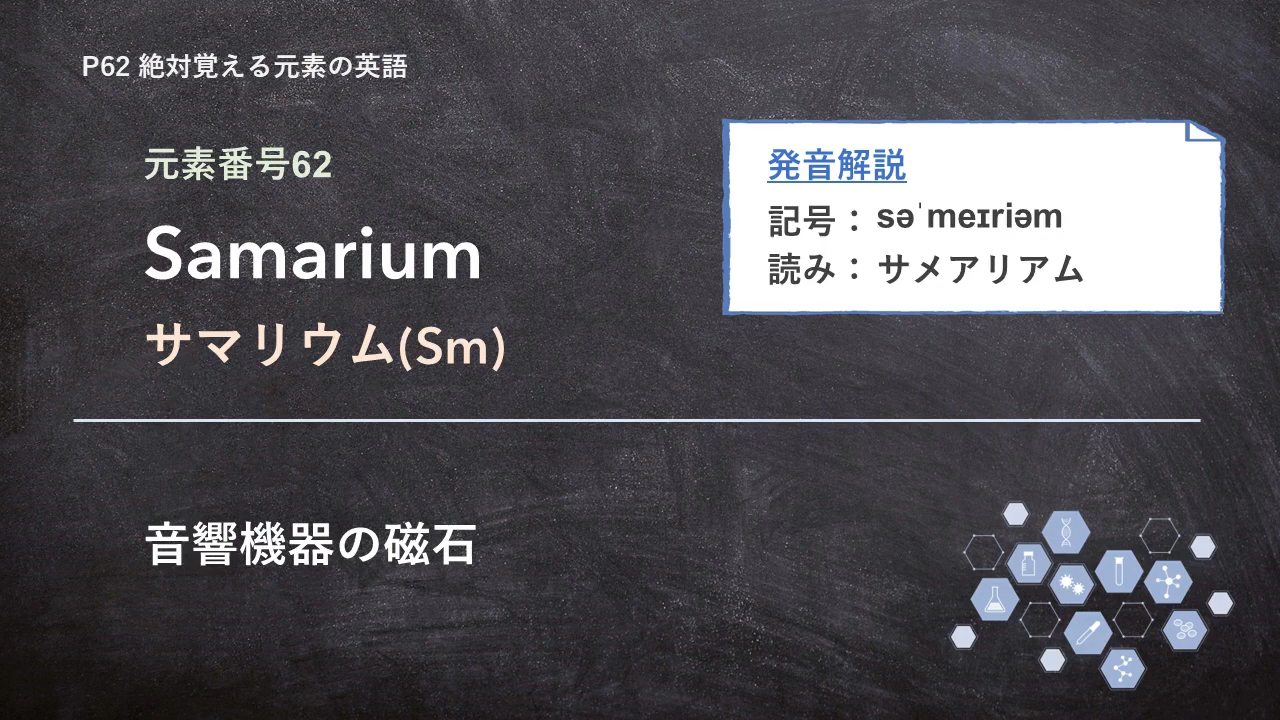 P62 絶対覚える元素の英語
元素番号62
Samarium
サマリウム(Sm)
発音解説
記号： səˈmeɪriəm
読み： サメアリアム
音響機器の磁石